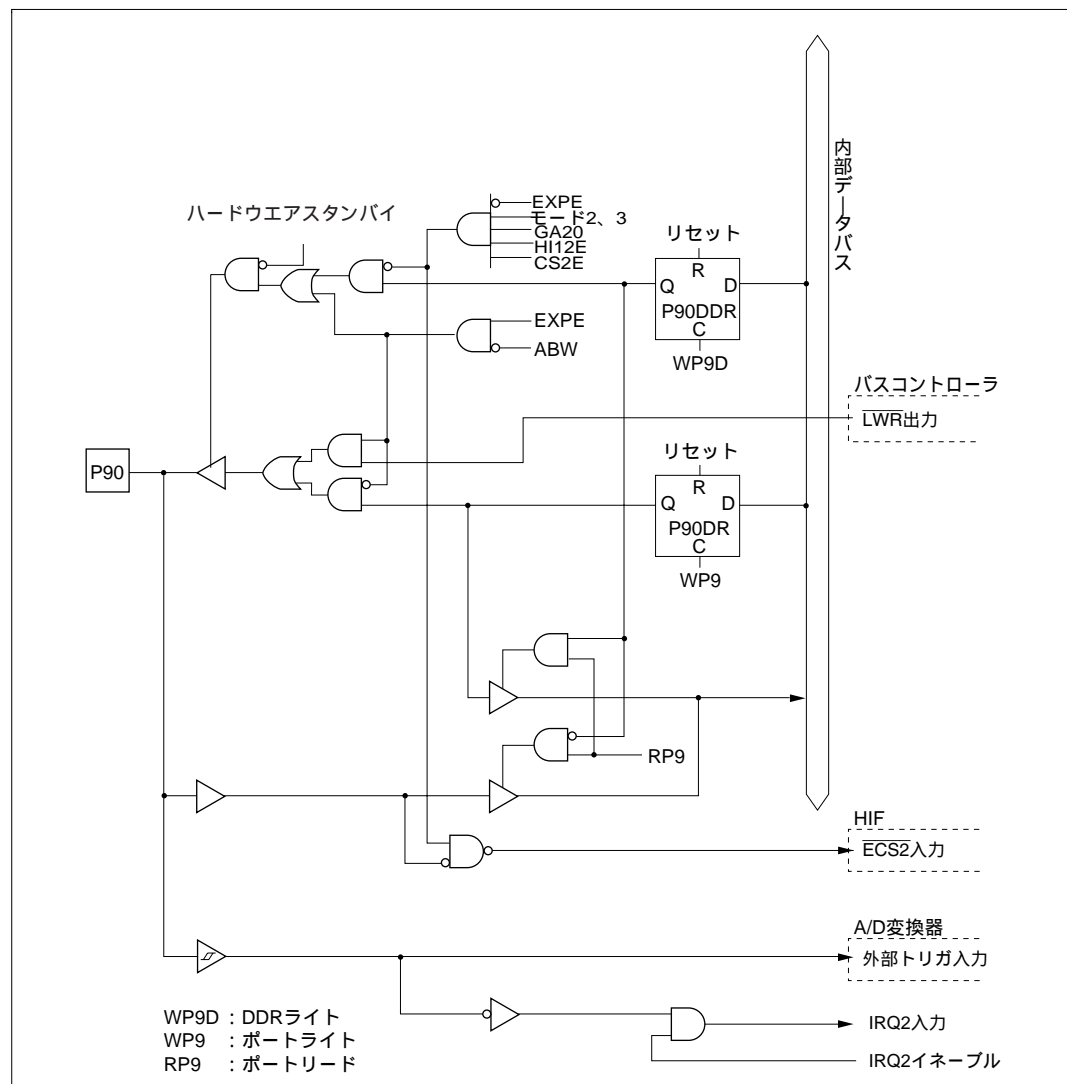 ハードウエアスタンバイ
EXPE
モード2、3
GA20
HI12E
CS2E
リセット
R
Q D
P90DDR
C
WP9D
内部データバス
EXPE
ABW
バスコントローラ
LWR出力
P90
リセット
R
Q D
P90DR
C
WP9
RP9
HIF
ECS2入力
A/D変換器
外部トリガ入力
IRQ2入力
IRQ2イネーブル
WP9D : DDRライト
WP9 : ポートライト
RP9 : ポートリード